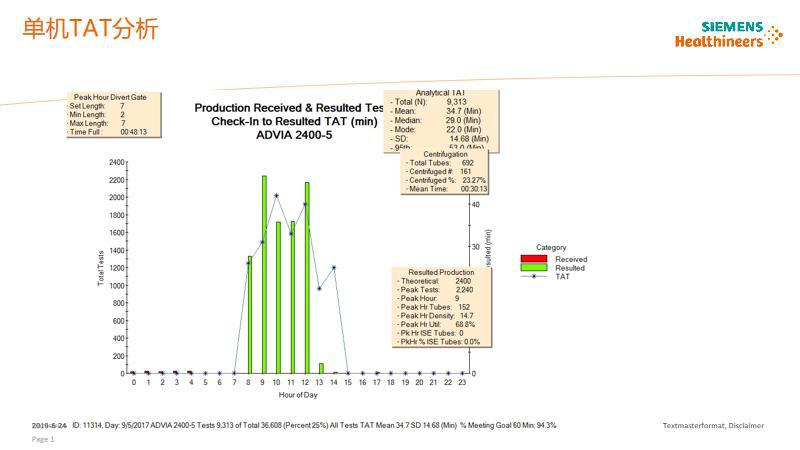 单机TAT分析
SIEMENS
Healthineers
Peak Hour Divert Gate
- Set Length: 7
- Min Length: 2
- Max Length: 7
- Time Full : 00:48:13
Production Received & Resulted Tes
Check-In to Resulted TAT (min)
ADVIA 2400-5
Analytical TAT
- Total (N): 9,313
- Mean: 34.7 (Min)
- Median: 29.0 (Min)
- Mode: 22.0 (Min)
- SD: 14.68 (Min)
- 95th: 53.0 (Min)
Centrifugation
- Total Tubes: 692
- Centrifuged #: 161
- Centrifuged %: 23.27%
- Mean Time: 00:30:13
Resulted Production
- Theoretical: 2400
- Peak Tests: 2,240
- Peak Hour: 9
- Peak Hr Tubes: 152
- Peak Hr Density: 14.7
- Peak Hr Util: 68.8%
- Pk Hr ISE Tubes: 0
- PkHr % ISE Tubes: 0.0%
Total Tests
2400
2200
2000
1800
1600
1400
1200
1000
800
600
400
200
0
40
30
0
sulted (min)
0 1 2 3 4 5 6 7 8 9 10 11 12 13 14 15 16 17 18 19 20 21 22 23
Hour of Day
Category
Received
Resulted
TAT
ID: 11314, Day: 9/5/2017 ADVIA 2400-5 Tests 9,313 of Total 36,608 (Percent 25%) All Tests TAT Mean 34.7 SD 14.68 (Min) % Meeting Goal 60 Min: 94.3%
Textmasterformat, Disclaimer
Page 1